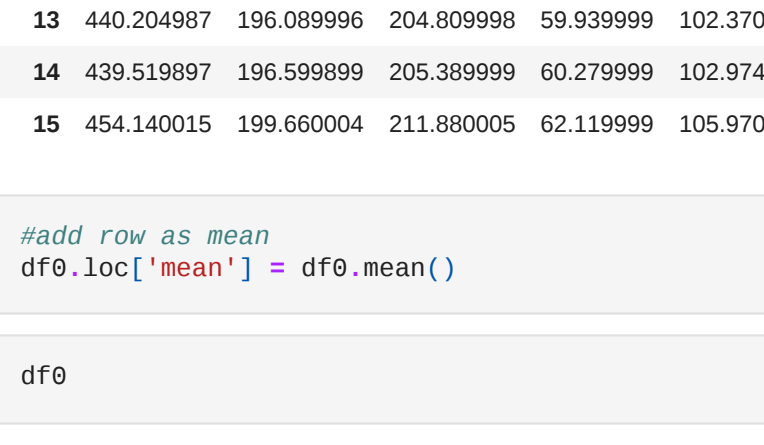 13 440.204987 196.089996 204.809998 59.939999 102.370
14 439.519897 196.599899 205.389999 60.279999 102.974
15 454.140015 199.660004 211.880005 62.119999 105.970
#add row as mean
df0.loc['mean'] = df0.mean()
df0